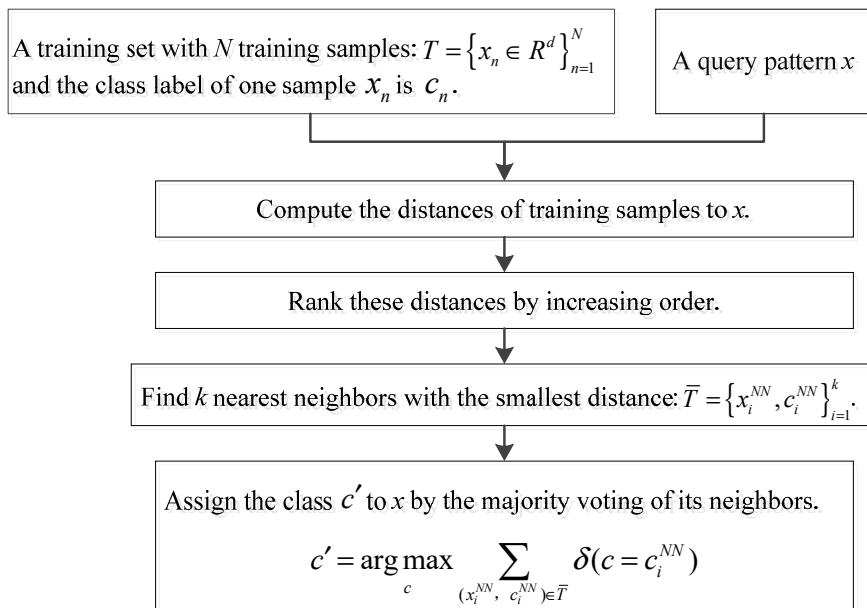 A training set with N training samples: T = {x_n ∈ R^d}_{n=1}^N
and the class label of one sample x_n is c_n.
A query pattern x
Compute the distances of training samples to x.
Rank these distances by increasing order.
Find k nearest neighbors with the smallest distance: T̄ = {x_i^{NN}, c_i^{NN}}_{i=1}^k.
Assign the class c′ to x by the majority voting of its neighbors.
c′ = arg max_c ∑_{(x_i^{NN}, c_i^{NN})∈T̄} δ(c = c_i^{NN})